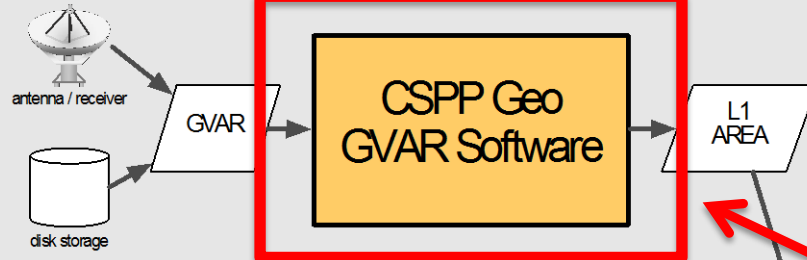 antenna / receiver
GVAR
CSPP Geo
GVAR Software
L1
AREA
disk storage